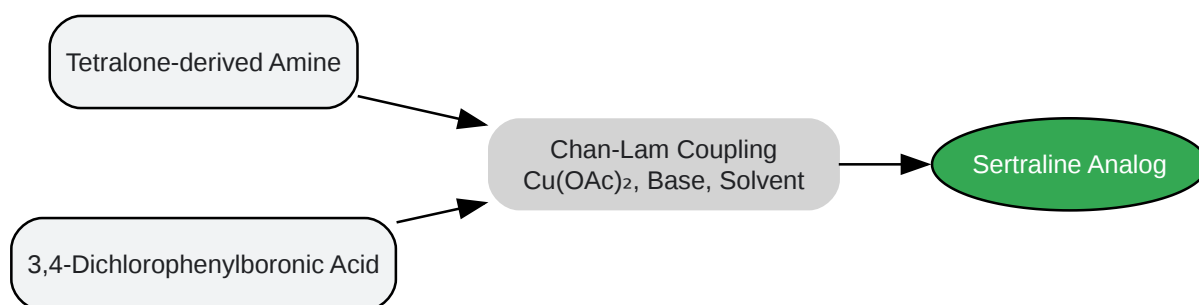 Tetralone-derived Amine
Chan-Lam Coupling
Cu(OAc)₂, Base, Solvent
Sertraline Analog
3,4-Dichlorophenylboronic Acid